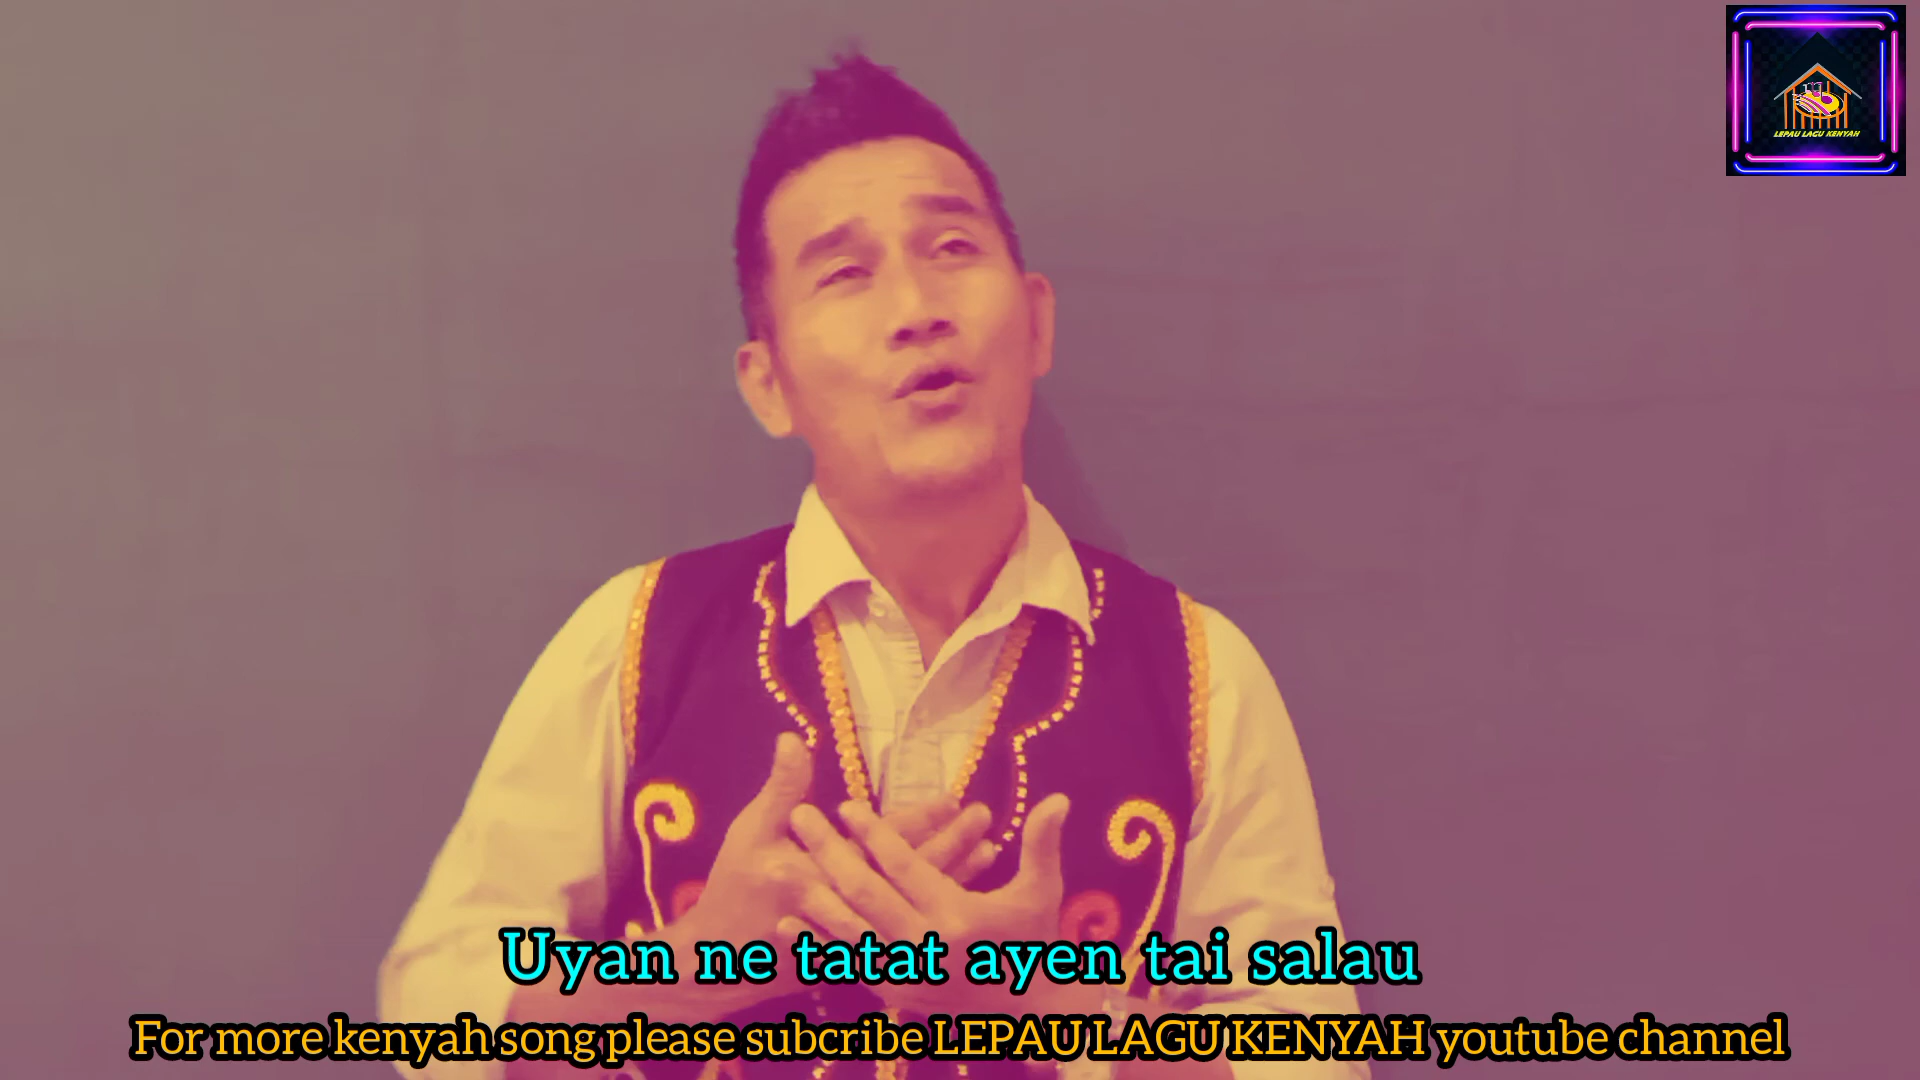 LEPAU LAGU KENYAH
Uyan ne tatat ayen tai salau
For more kenyah song please subcribe LEPAU LAGU KENYAH youtube channel